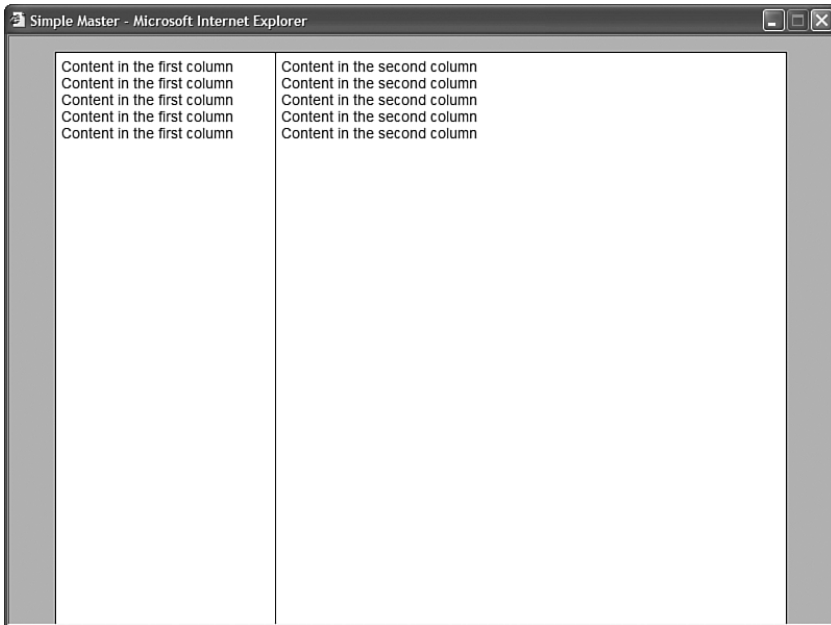 Simple Master - Microsoft Internet Explorer
Content in the first column
Content in the first column
Content in the first column
Content in the first column
Content in the first column
Content in the second column
Content in the second column
Content in the second column
Content in the second column
Content in the second column